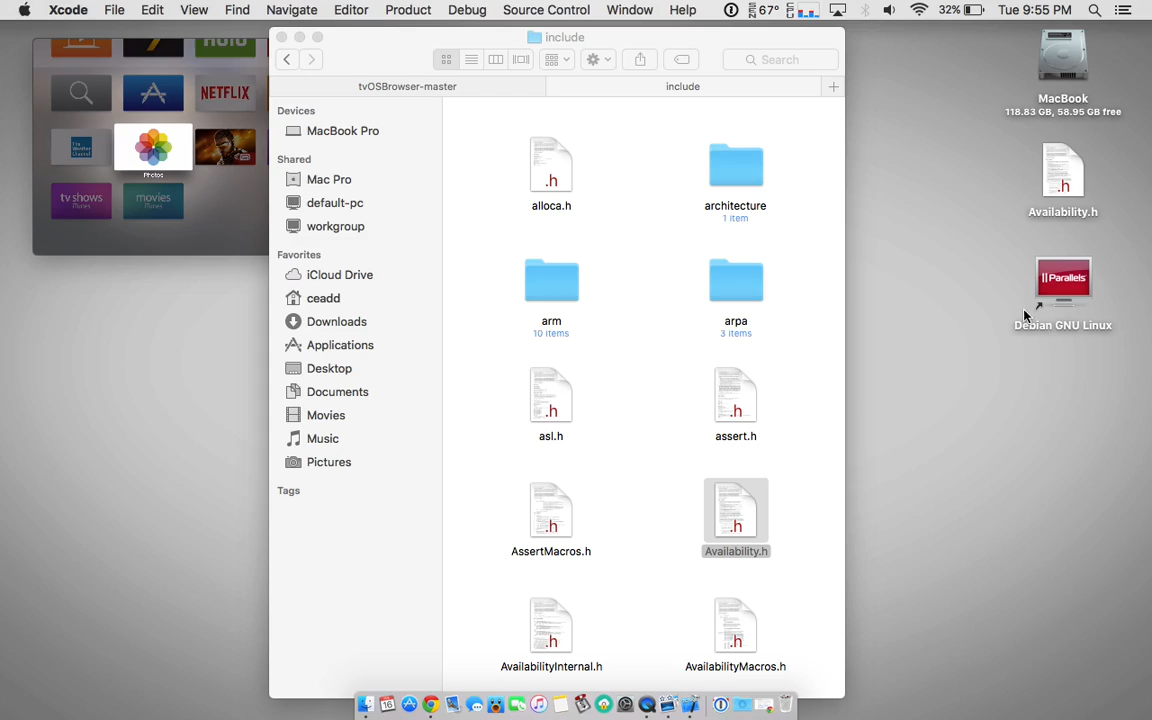 Xcode File Edit View Find Navigate Editor Product Debug Source Control Window Help 67° 32% Tue 9:55 PM
include
Search
tvOSBrowser-master include +
Devices
MacBook Pro
Shared
Mac Pro
default-pc
workgroup
Favorites
iCloud Drive
ceadd
Downloads
Applications
Desktop
Documents
Movies
Music
Pictures
Tags
.h .h
alloca.h architecture
1 item
arm arpa
10 items 3 items
.h .h
asl.h assert.h
.h .h
AssertMacros.h Availability.h
.h .h
AvailabilityInternal.h AvailabilityMacros.h
NETFLIX
Photos
tv shows movies
iTunes iTunes
MacBook
118.83 GB, 58.95 GB free
.h
Availability.h
Parallels
Debian GNU Linux
16